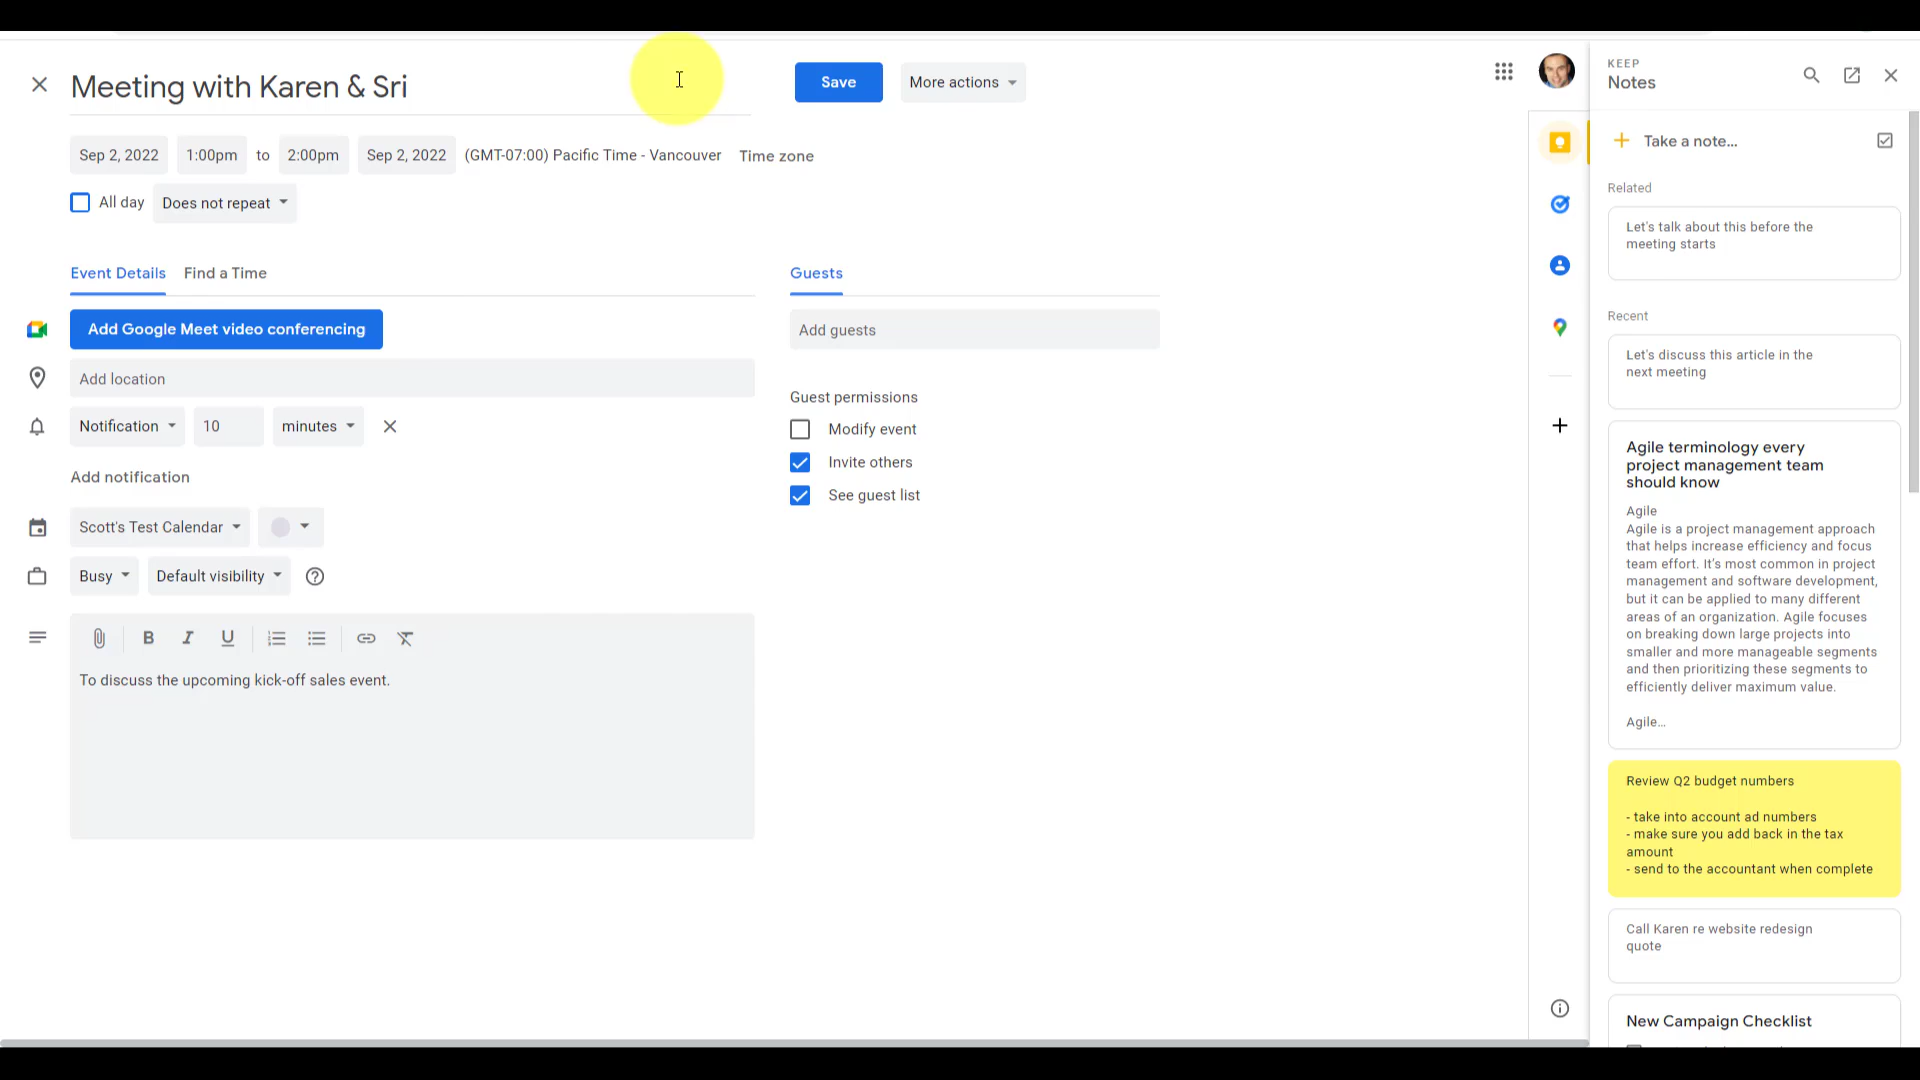 Meeting with Karen & Sri
Save
More actions
Sep 2, 2022 1:00pm to 2:00pm Sep 2, 2022 (GMT-07:00) Pacific Time - Vancouver Time zone
All day Does not repeat
Event Details Find a Time
Add Google Meet video conferencing
Add location
Notification 10 minutes
Add notification
Scott's Test Calendar
Busy Default visibility
B I U
To discuss the upcoming kick-off sales event.
Guests
Add guests
Guest permissions
Modify event
Invite others
See guest list
KEEP
Notes
Take a note...
Related
Let's talk about this before the
meeting starts
Recent
Let's discuss this article in the
next meeting
Agile terminology every
project management team
should know
Agile
Agile is a project management approach
that helps increase efficiency and focus
team effort. It's most common in project
management and software development,
but it can be applied to many different
areas of an organization. Agile focuses
on breaking down large projects into
smaller and more manageable segments
and then prioritizing these segments to
efficiently deliver maximum value.
Agile...
Review Q2 budget numbers
- take into account ad numbers
- make sure you add back in the tax
amount
- send to the accountant when complete
Call Karen re website redesign
quote
New Campaign Checklist